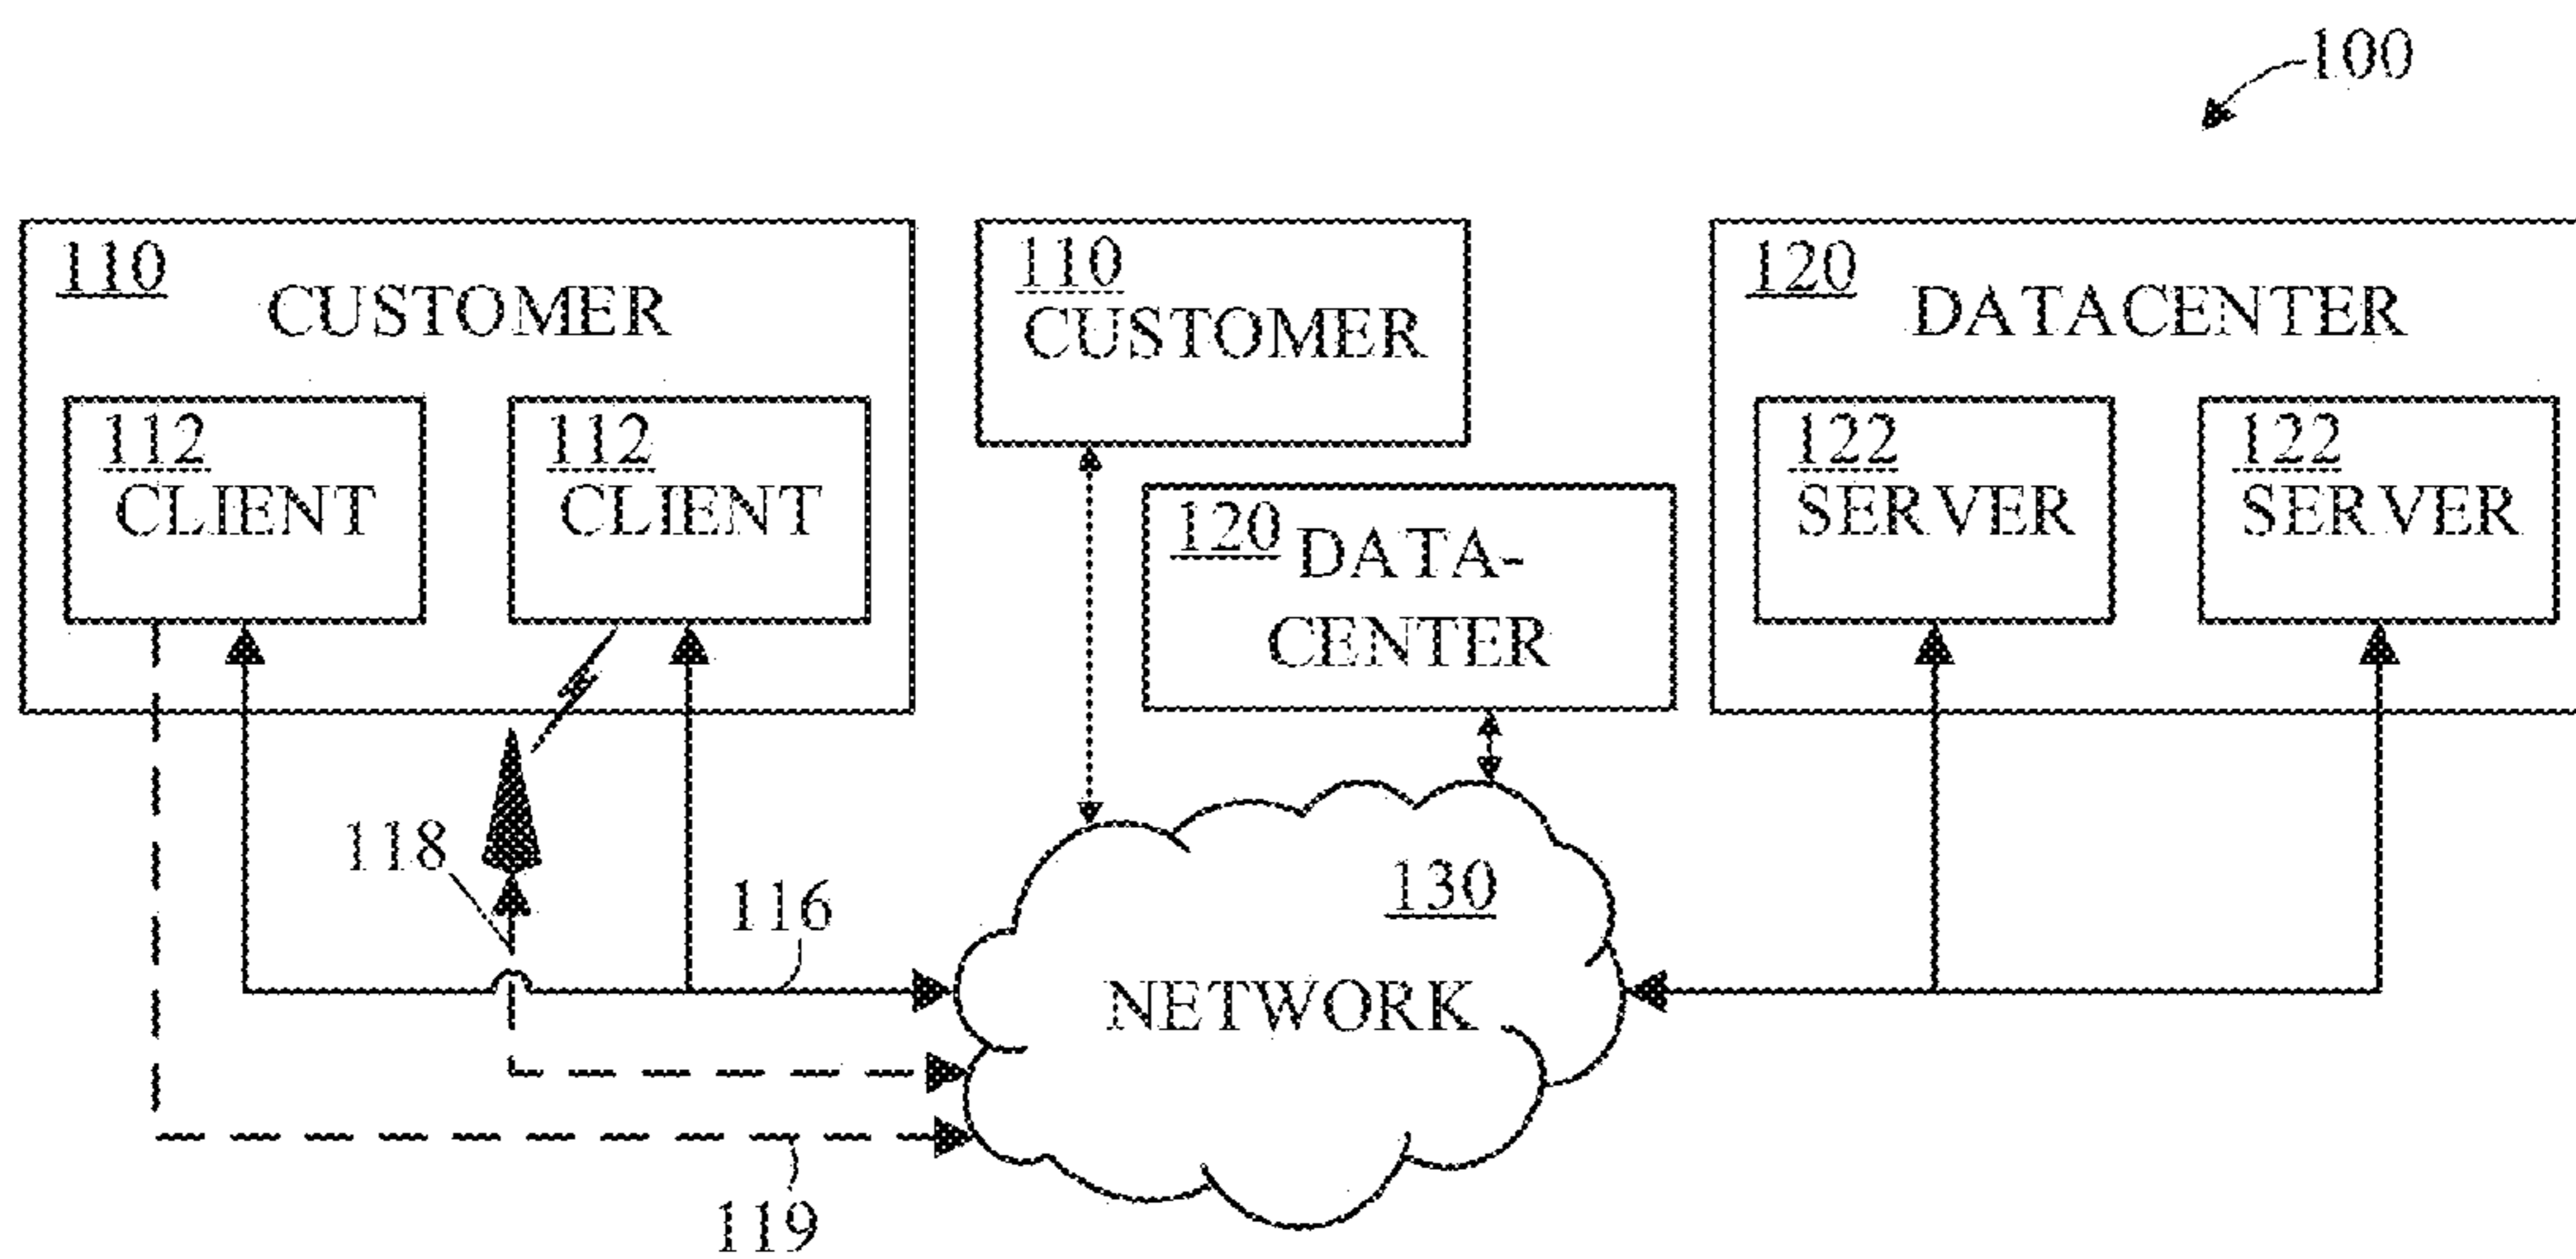 100
110
CUSTOMER
112
CLIENT
112
CLIENT
110
CUSTOMER
120 DATA-
CENTER
120
DATACENTER
122
SERVER
122
SERVER
118
116
130
NETWORK
119